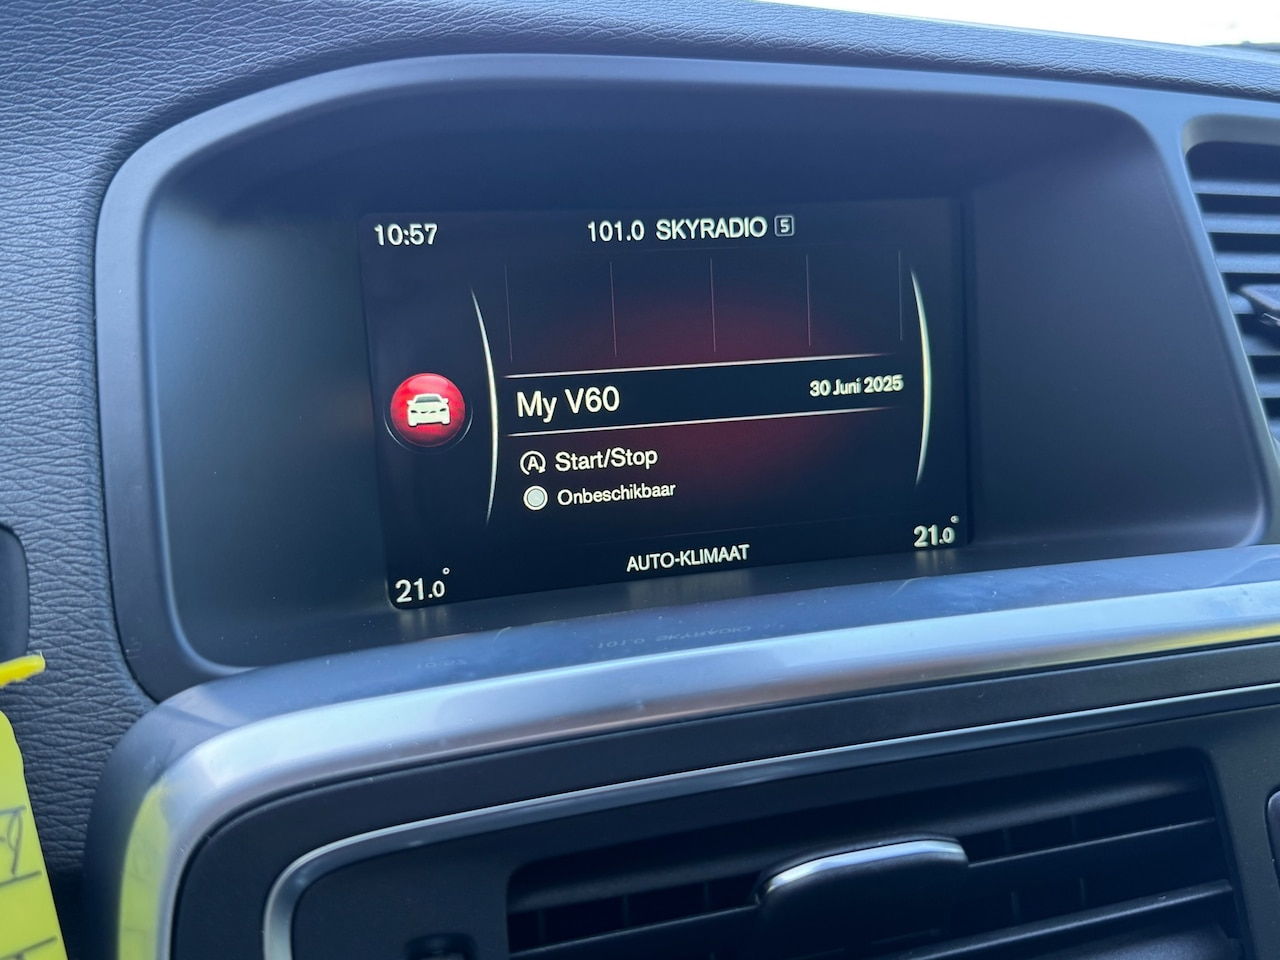 10:57
101.0 SKYRADIO 5
My V60
30 Juni 2025
A Start/Stop
Onbeschikbaar
21.0°
AUTO-KLIMAAT
21.0°